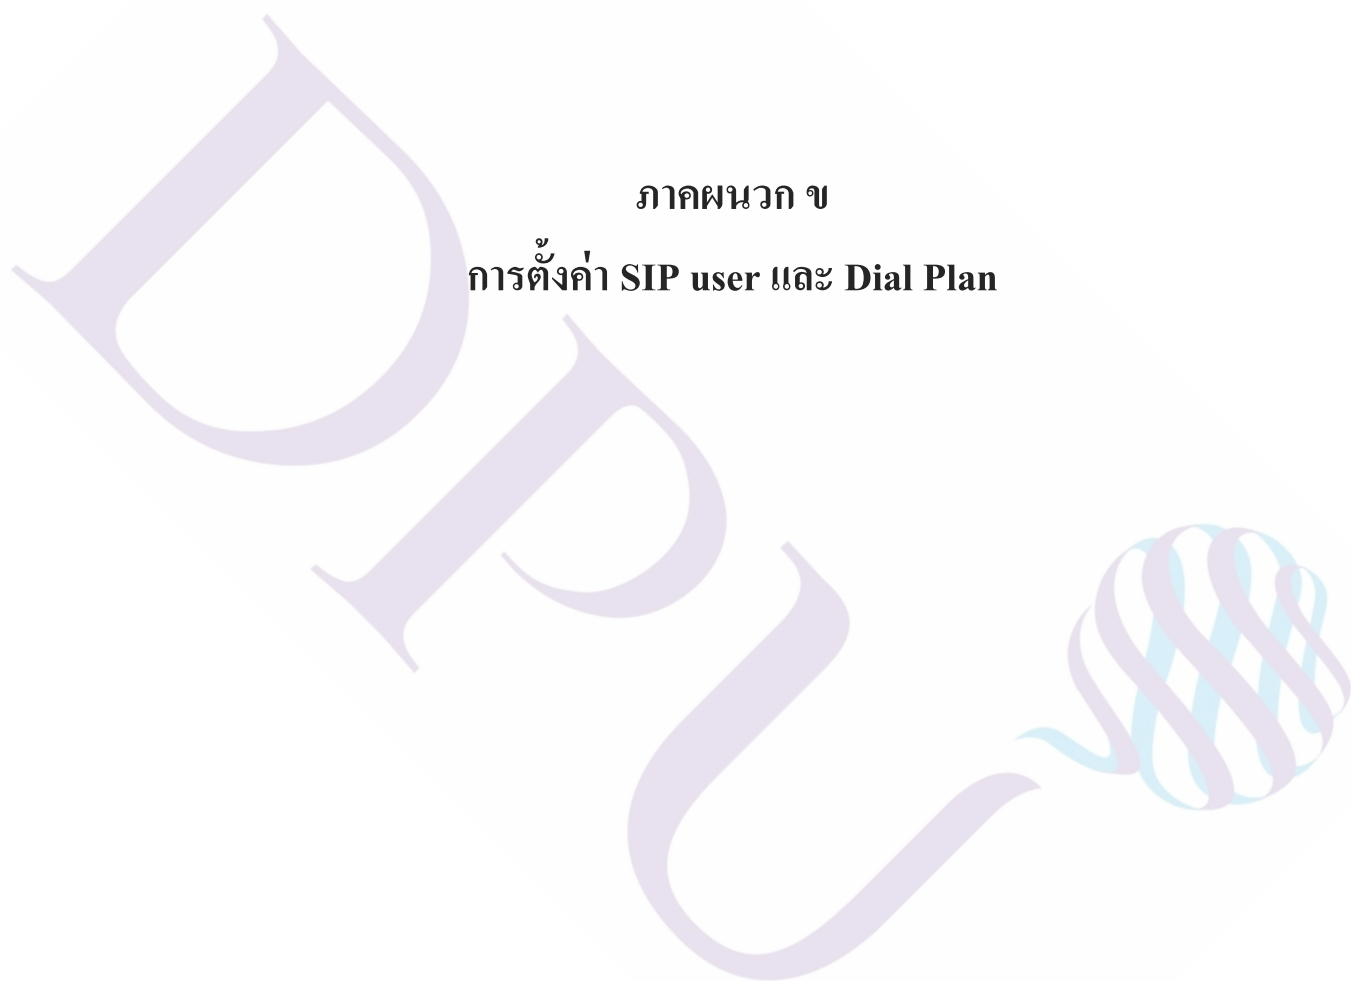 ภาคผนวก ข
การตั้งค่า SIP user และ Dial Plan
DPU